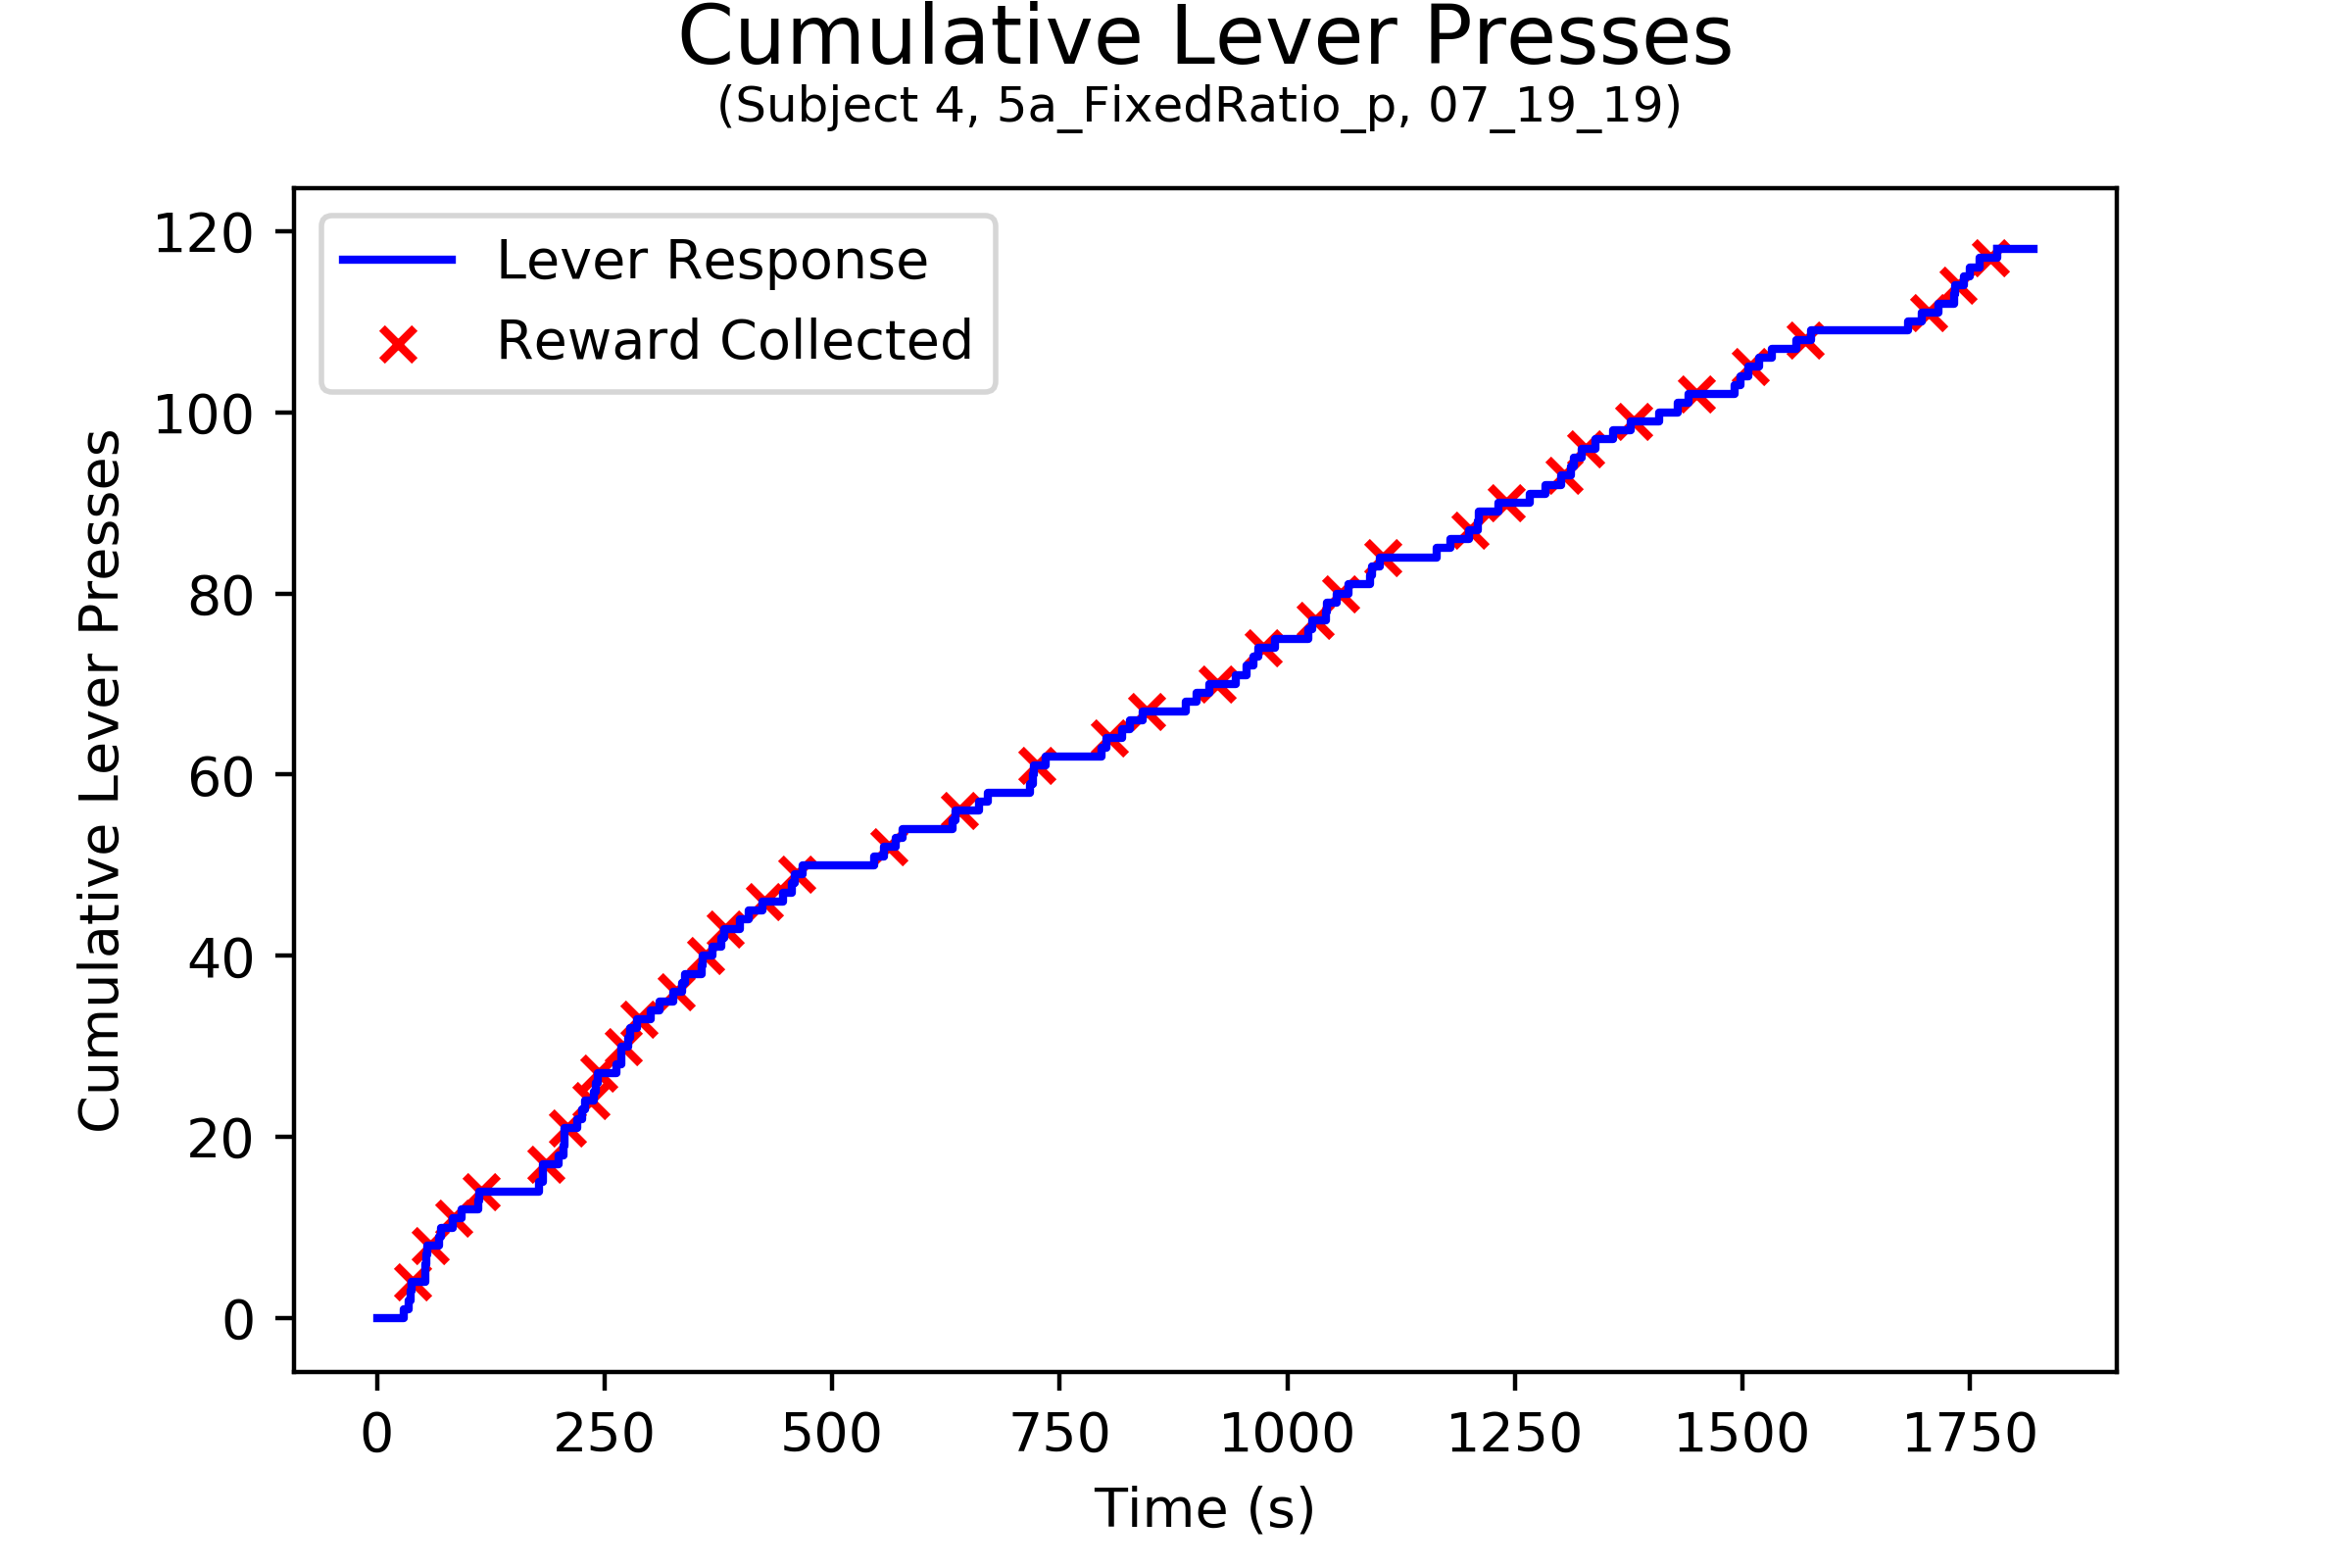 Cumulative Lever Presses
(Subject 4, 5a_FixedRatio_p, 07_19_19)
Lever Response
Reward Collected
Cumulative Lever Presses
120
100
80
60
40
20
0
0 250 500 750 1000 1250 1500 1750
Time (s)